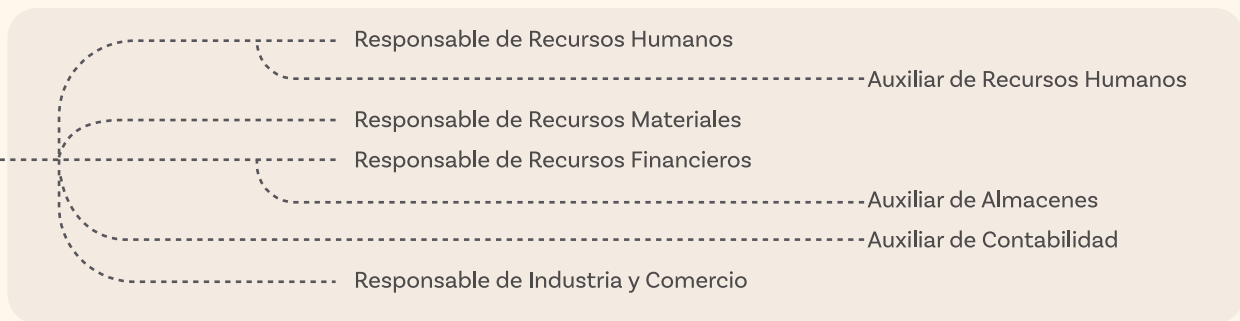 Responsable de Recursos Humanos
Auxiliar de Recursos Humanos
Responsable de Recursos Materiales
Responsable de Recursos Financieros
Auxiliar de Almacenes
Auxiliar de Contabilidad
Responsable de Industria y Comercio